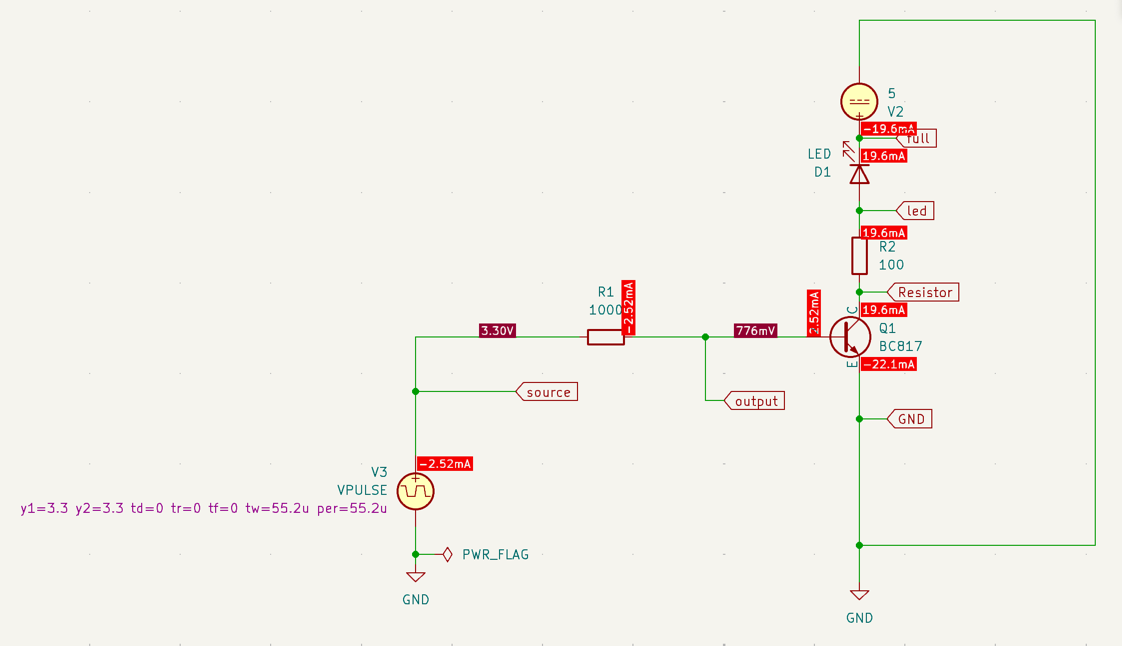 5
V2
-19.6mA
full
LED
D1
19.6mA
led
19.6mA
R2
100
R1
1000
-2.52mA
2.52mA
Resistor
C
19.6mA
3.30V
776mV
Q1
BC817
E
-22.1mA
source
output
GND
V3
VPULSE
-2.52mA
y1=3.3 y2=3.3 td=0 tr=0 tf=0 tw=55.2u per=55.2u
PWR_FLAG
GND
GND